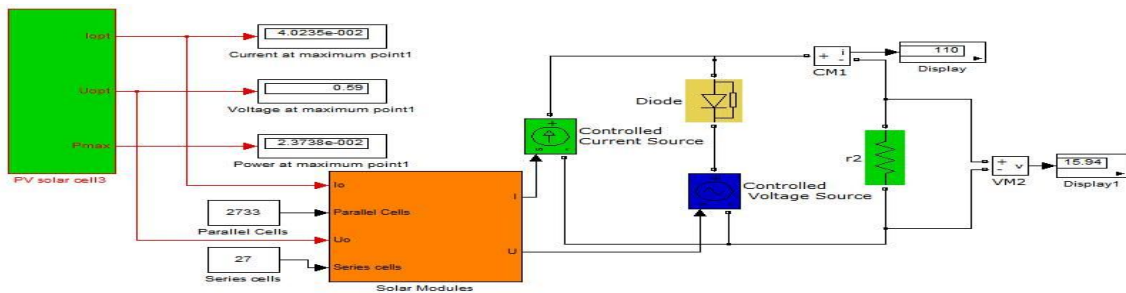 Iopt
Uopt
Pmax
PV solar cell3
4.0235e-002
Current at maximum point1
0.59
Voltage at maximum point1
2.3738e-002
Power at maximum point1
2733
Parallel Cells
27
Series cells
Io
Parallel Cells
Uo
Series cells
I
U
Solar Modules
Controlled
Current Source
Diode
Controlled
Voltage Source
+
-
i
CM1
110
Display
r2
+
-
v
VM2
15.94
Display1